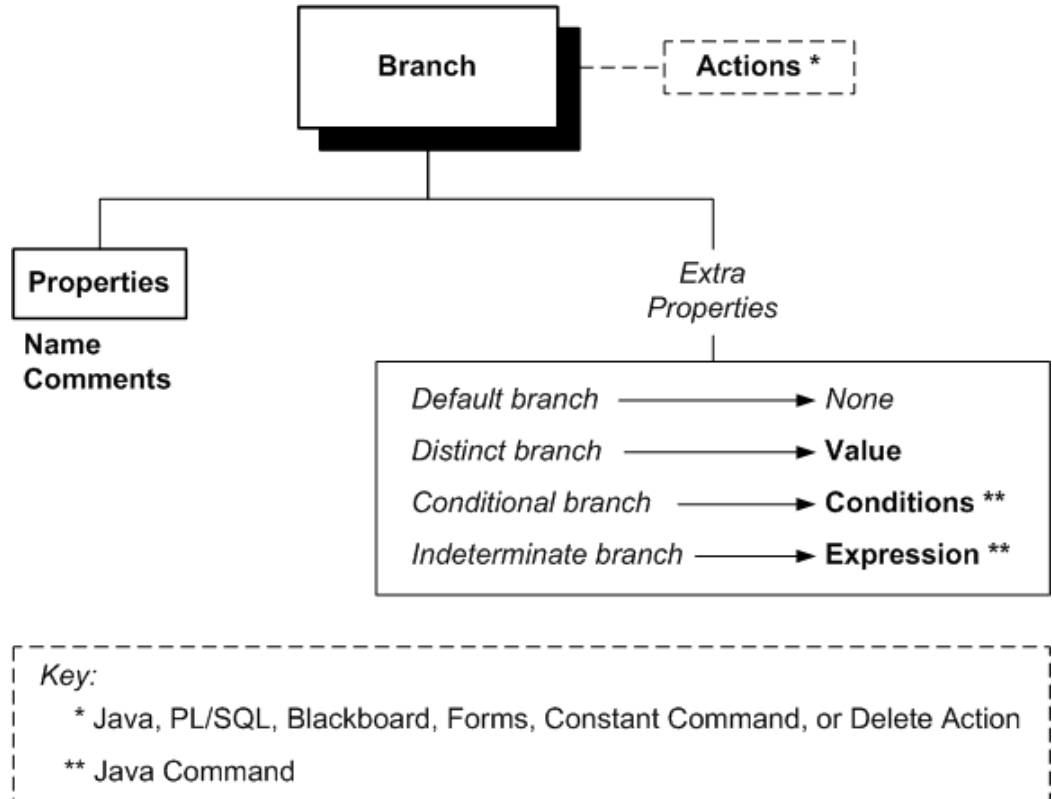 Branch
Actions *
Properties
Name
Comments
Extra
Properties
Default branch None
Distinct branch Value
Conditional branch Conditions **
Indeterminate branch Expression **
Key:
* Java, PL/SQL, Blackboard, Forms, Constant Command, or Delete Action
** Java Command